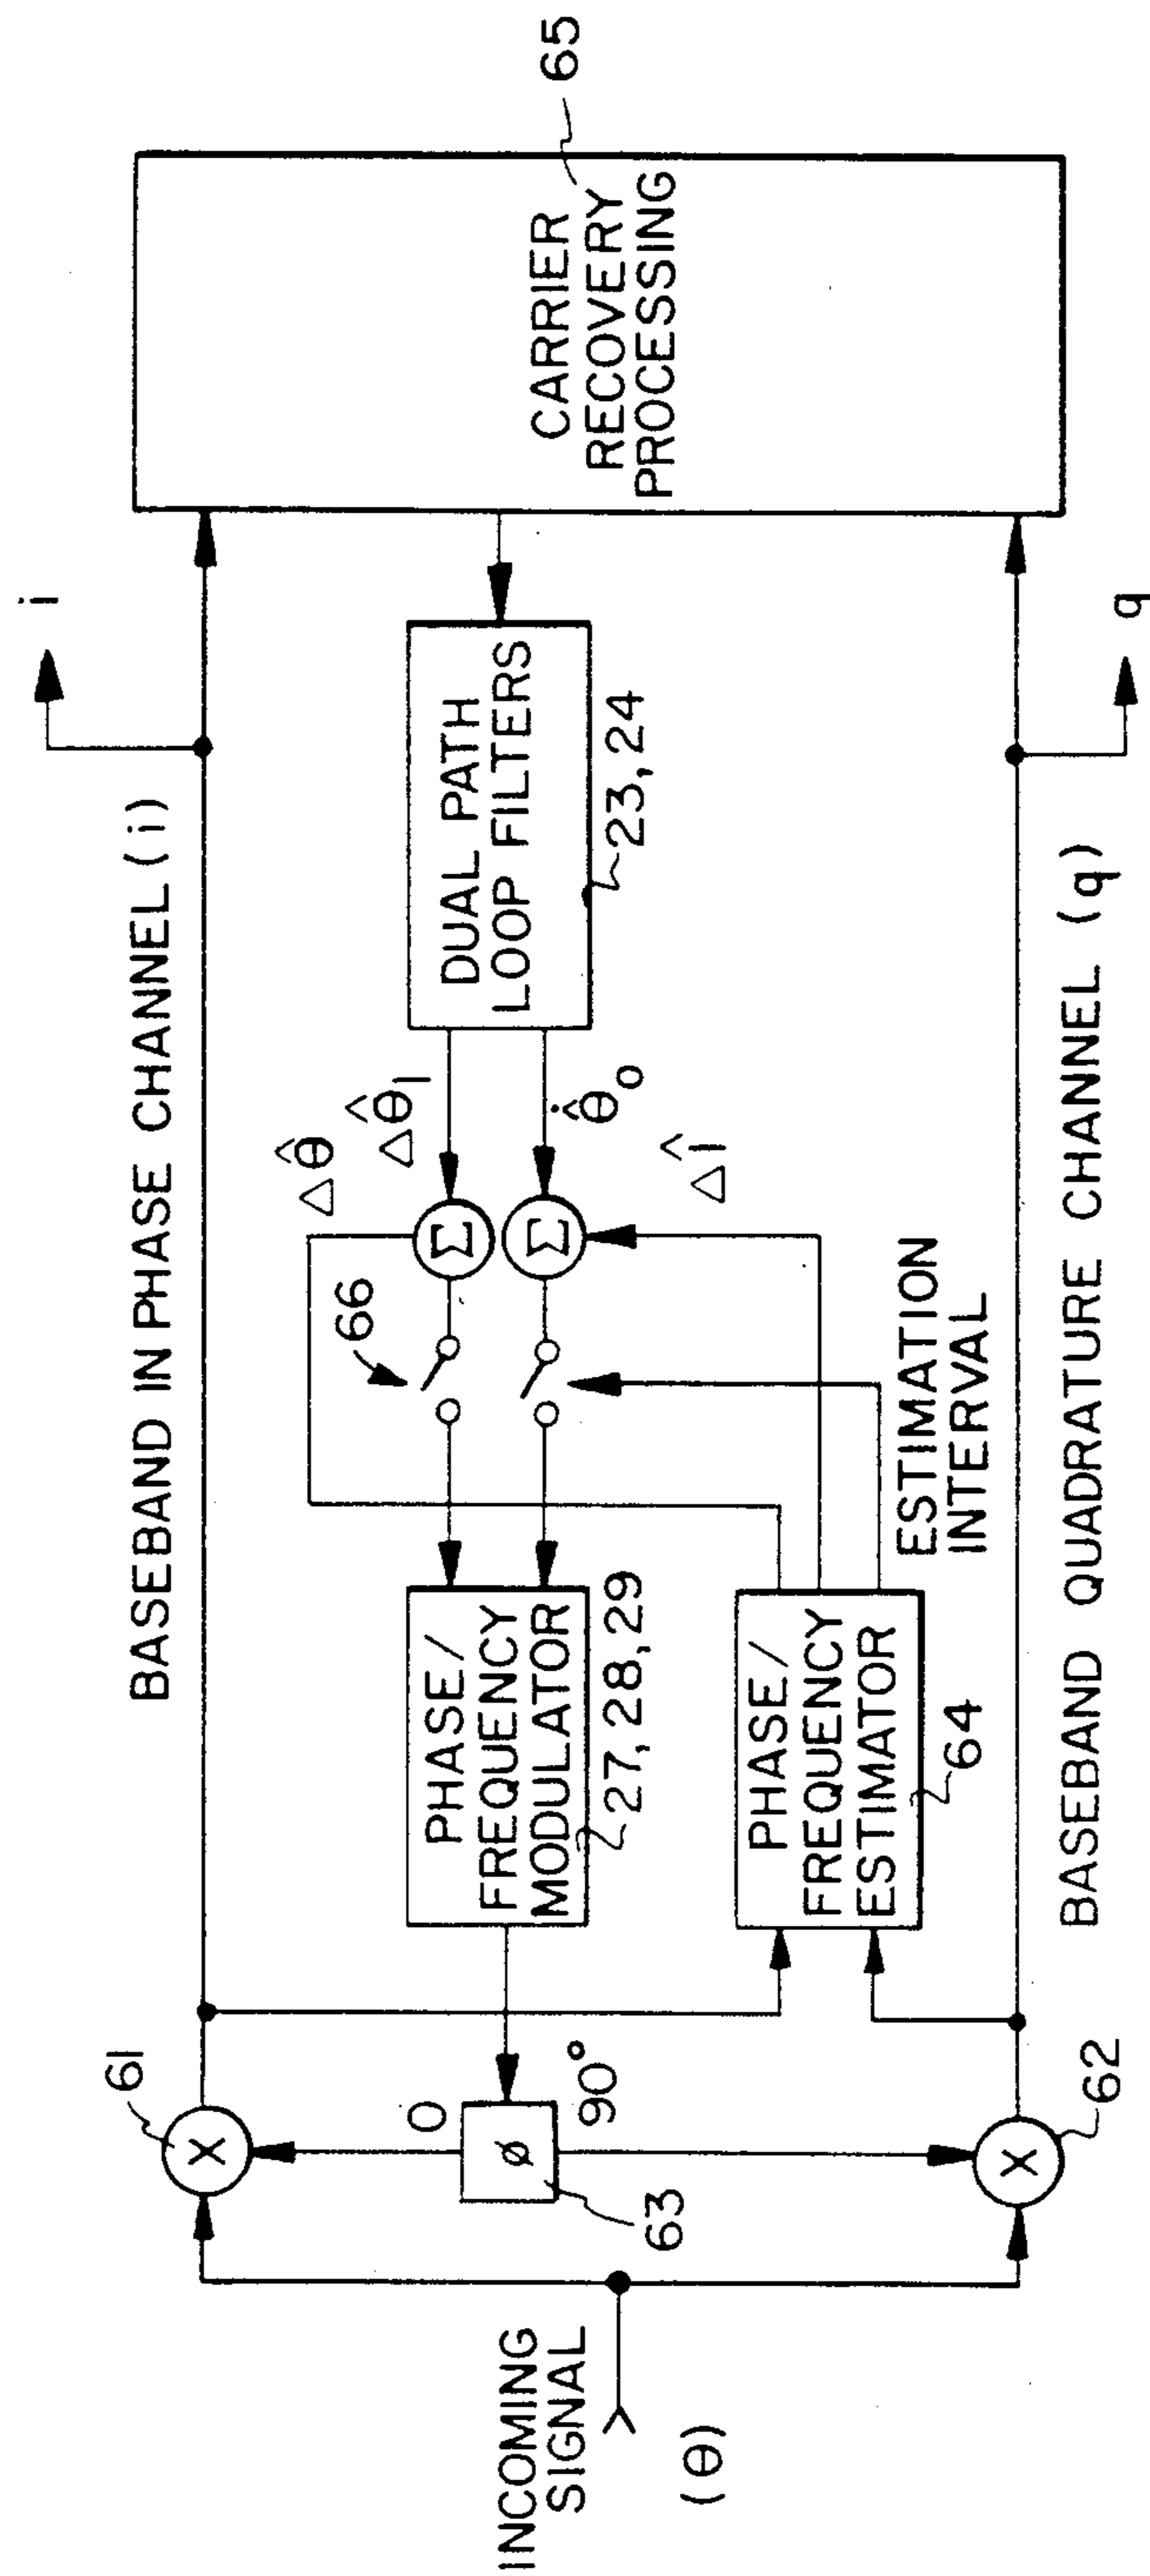 BASEBAND IN PHASE CHANNEL (i)
i
61
X
0
ø
90°
63
INCOMING
SIGNAL
(θ)
PHASE/
FREQUENCY
MODULATOR
27, 28, 29
66
Δθ̂
Δθ̂₁
Σ
Σ
θ̇̂₀
Δî
DUAL PATH
LOOP FILTERS
23, 24
CARRIER
RECOVERY
PROCESSING
65
PHASE/
FREQUENCY
ESTIMATOR
64
ESTIMATION
INTERVAL
X
62
q
BASEBAND QUADRATURE CHANNEL (q)